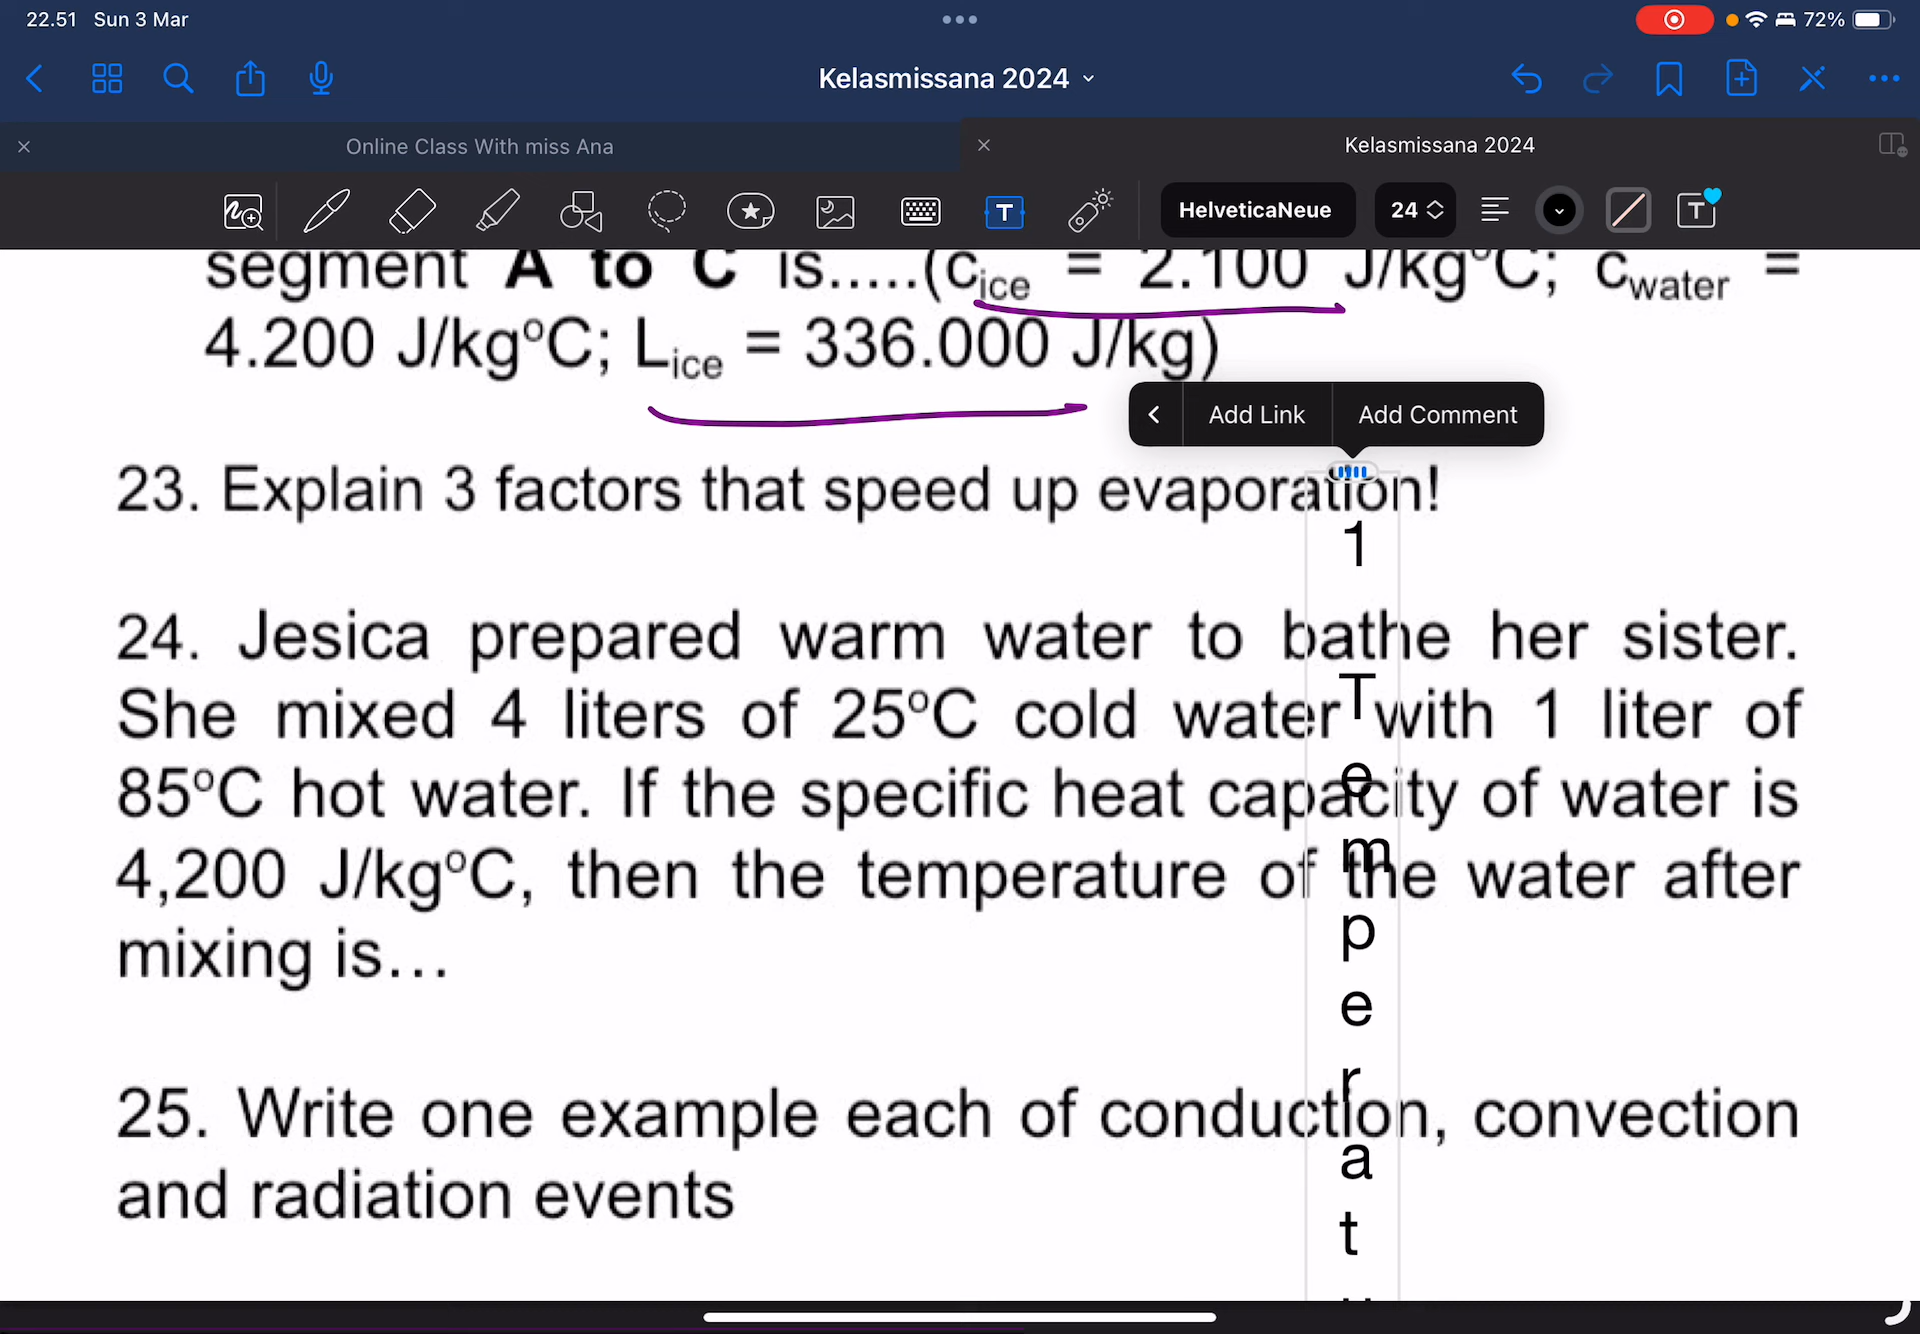 22.51 Sun 3 Mar
72%
Kelasmissana 2024
Online Class With miss Ana
Kelasmissana 2024
HelveticaNeue
24
segment A to C is.....(cice = 2.100 J/kgºC; cwater =
4.200 J/kgºC; Lice = 336.000 J/kg)
Add Link
Add Comment
23. Explain 3 factors that speed up evaporation!
24. Jesica prepared warm water to bathe her sister.
She mixed 4 liters of 25ºC cold water with 1 liter of
85ºC hot water. If the specific heat capacity of water is
4,200 J/kgºC, then the temperature of the water after
mixing is...
25. Write one example each of conduction, convection
and radiation events
1
T
e
m
p
e
r
a
t